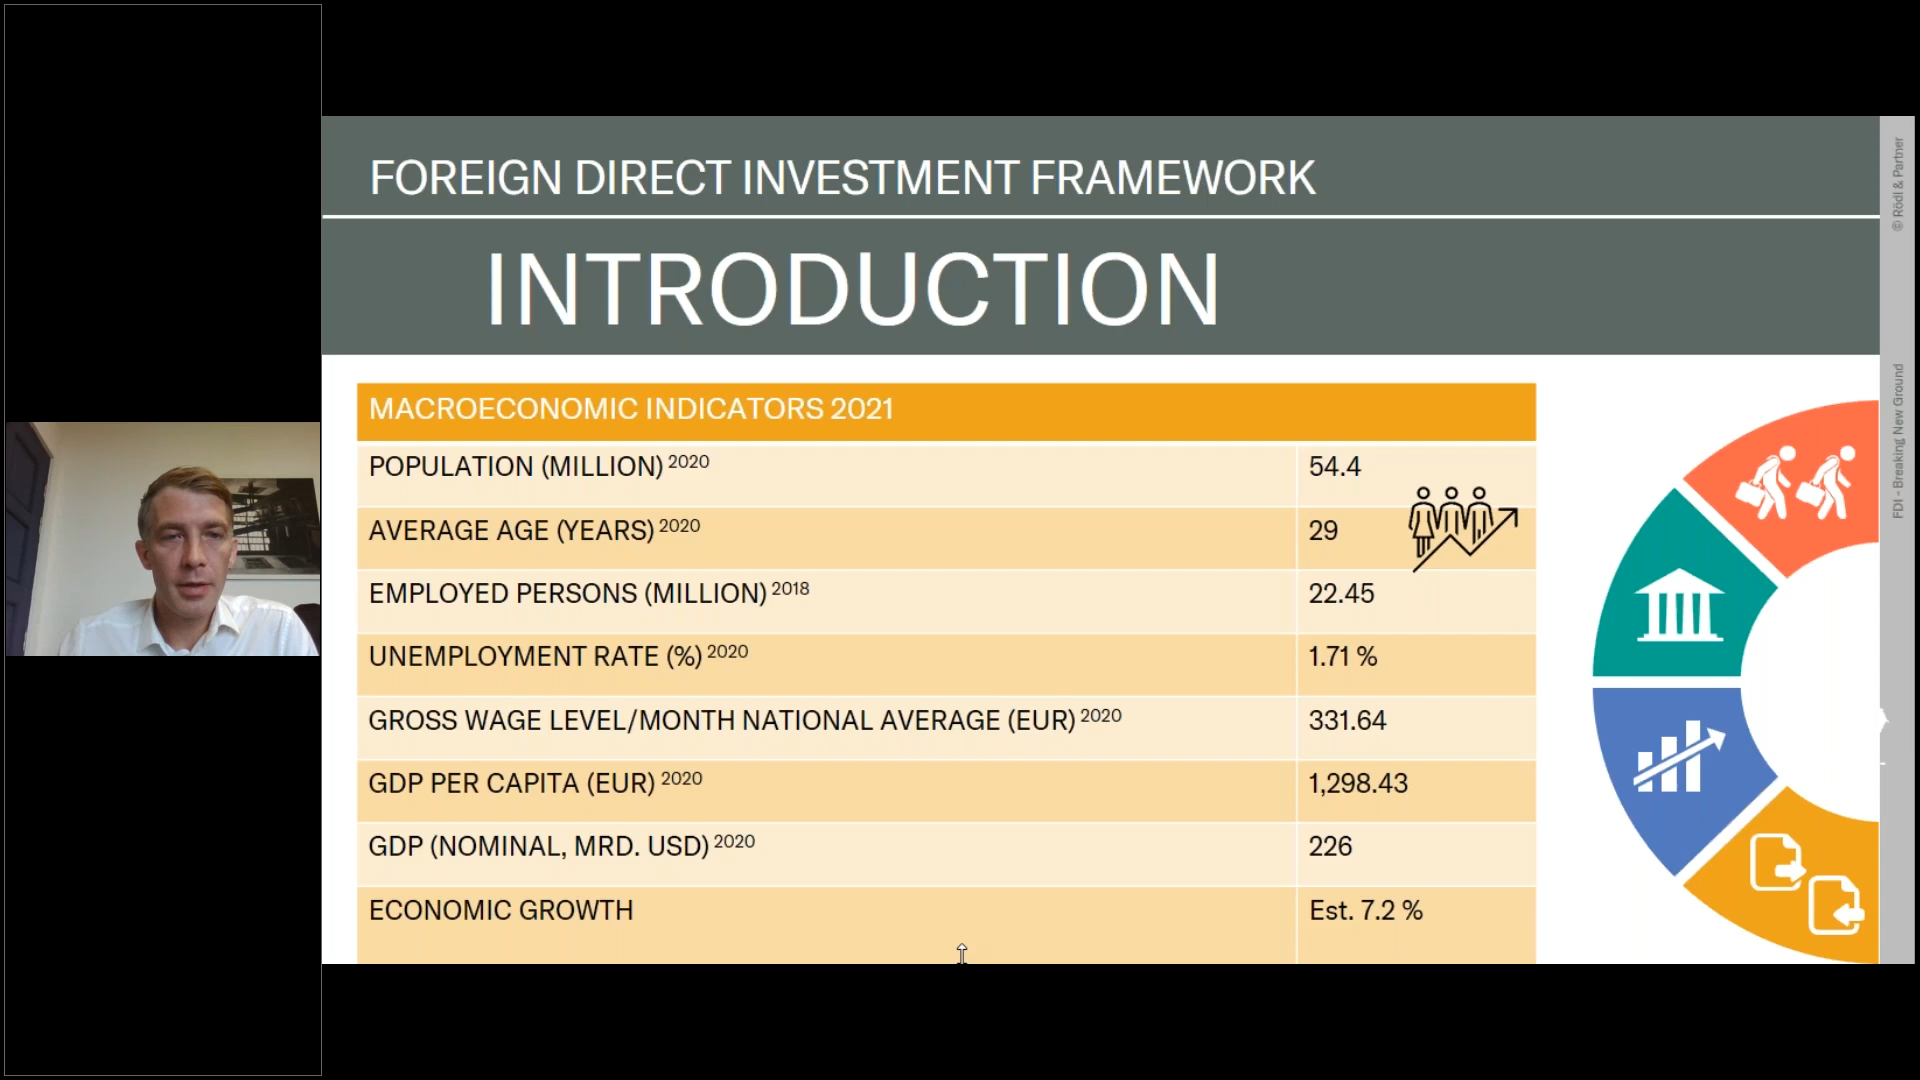 FOREIGN DIRECT INVESTMENT FRAMEWORK
INTRODUCTION
MACROECONOMIC INDICATORS 2021
POPULATION (MILLION) 2020 54.4
AVERAGE AGE (YEARS) 2020 29
EMPLOYED PERSONS (MILLION) 2018 22.45
UNEMPLOYMENT RATE (%) 2020 1.71 %
GROSS WAGE LEVEL/MONTH NATIONAL AVERAGE (EUR) 2020 331.64
GDP PER CAPITA (EUR) 2020 1,298.43
GDP (NOMINAL, MRD. USD) 2020 226
ECONOMIC GROWTH Est. 7.2 %
© Rödl & Partner
FDI - Breaking New Ground